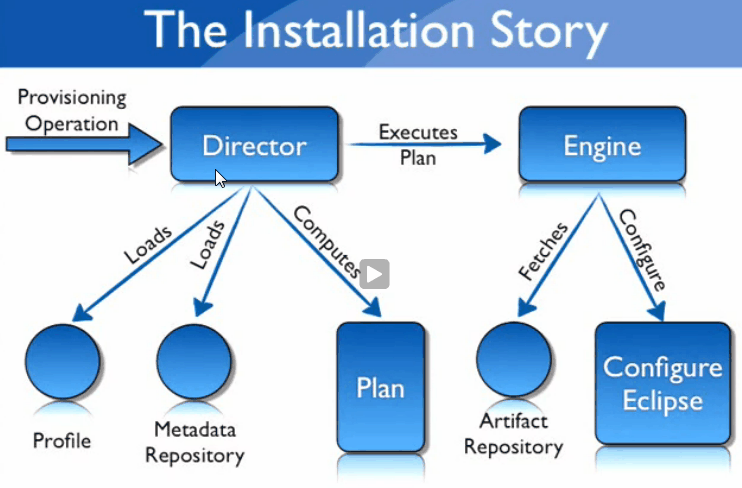 The Installation Story
Provisioning
Operation
Director
Executes
Plan
Engine
Loads
Loads
Computes
Fetches
Configure
Profile
Metadata
Repository
Plan
Artifact
Repository
Configure
Eclipse